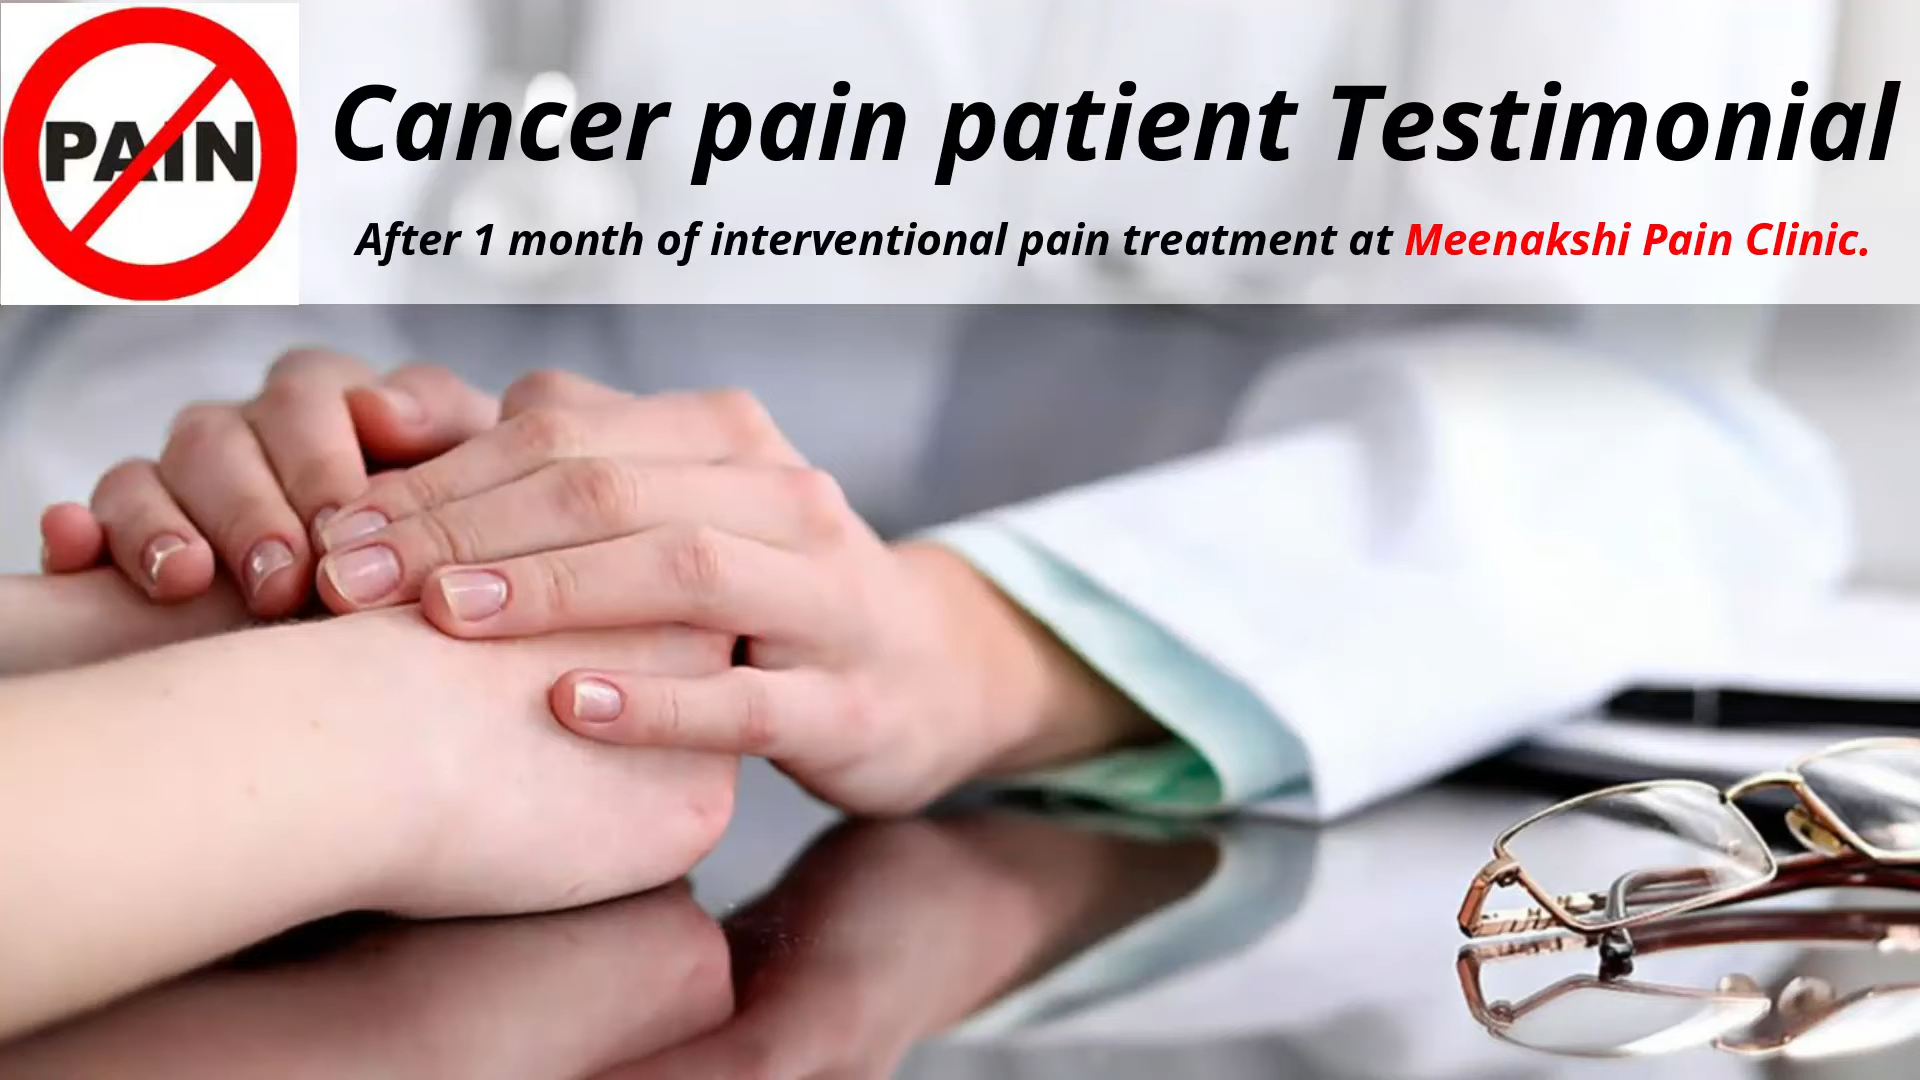 PAIN
Cancer pain patient Testimonial
After 1 month of interventional pain treatment at Meenakshi Pain Clinic.